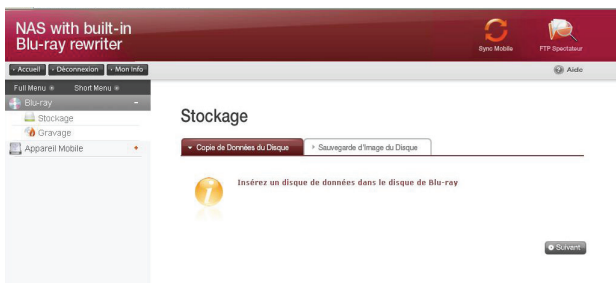 NAS with built-in
Blu-ray rewriter
Sync Mobile
FTP Spectateur
Accueil Déconnexion Mon Info
Aide
Full Menu Short Menu
Blu-ray
Stockage
Gravage
Appareil Mobile
Stockage
Copie de Données du Disque
Sauvegarde d'Image du Disque
Insérez un disque de données dans le disque de Blu-ray
Suivant